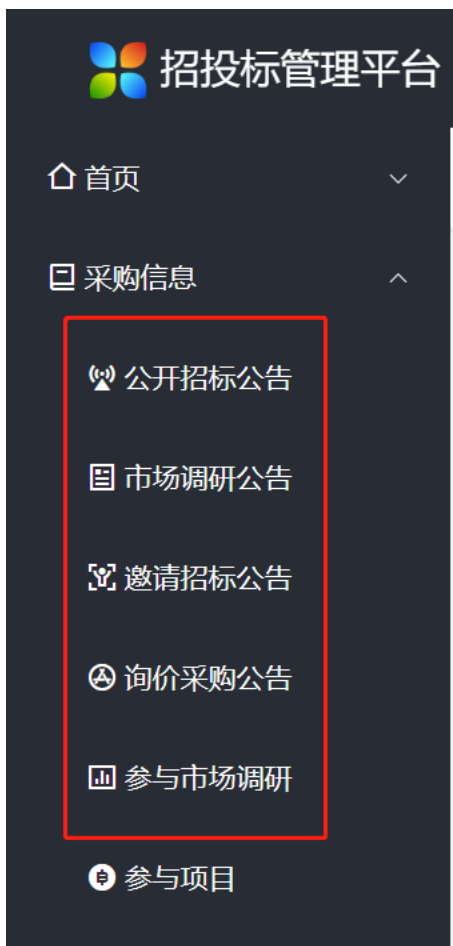 招投标管理平台
首页
采购信息
公开招标公告
市场调研公告
邀请招标公告
询价采购公告
参与市场调研
参与项目